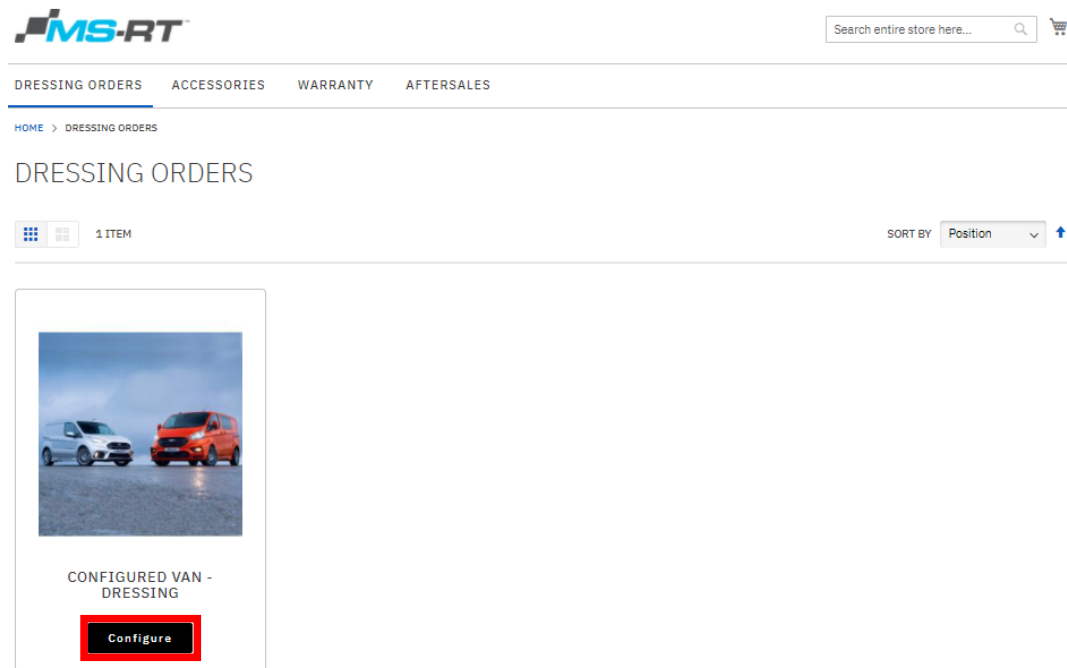 MS-RT
Search entire store here...
DRESSING ORDERS ACCESSORIES WARRANTY AFTERSALES
HOME > DRESSING ORDERS
DRESSING ORDERS
1 ITEM
SORT BY Position
CONFIGURED VAN -
DRESSING
Configure